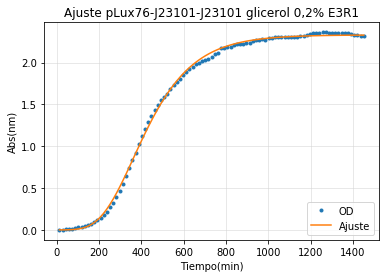 Ajuste pLux76-J23101-J23101 glicerol 0,2% E3R1
Abs(nm)
2.0
1.5
1.0
0.5
0.0
OD
Ajuste
0 200 400 600 800 1000 1200 1400
Tiempo(min)